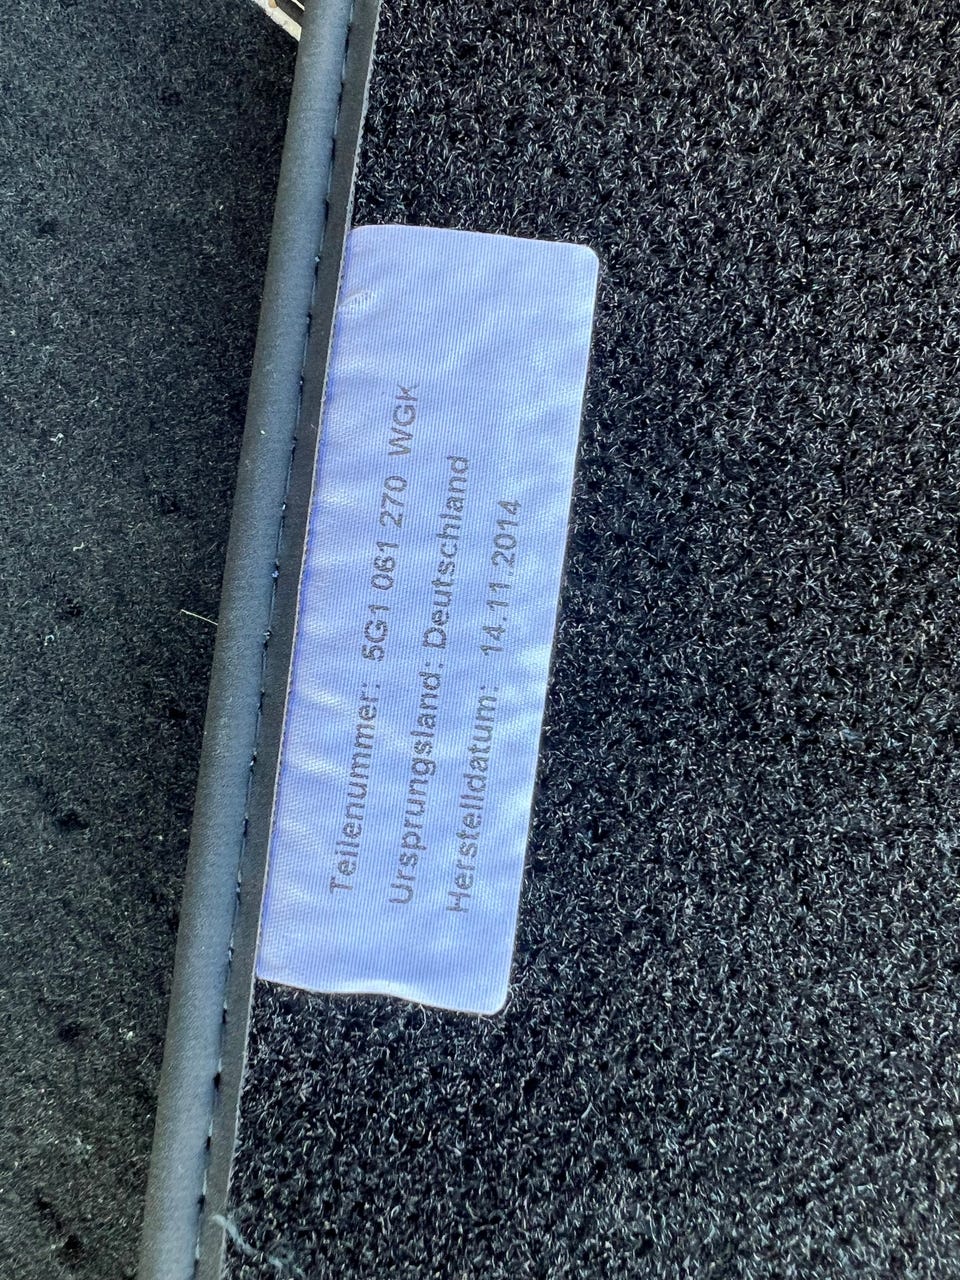 Teilenummer: 5G1 061 270 WGK
Ursprungsland: Deutschland
Herstelldatum: 14.11.2014